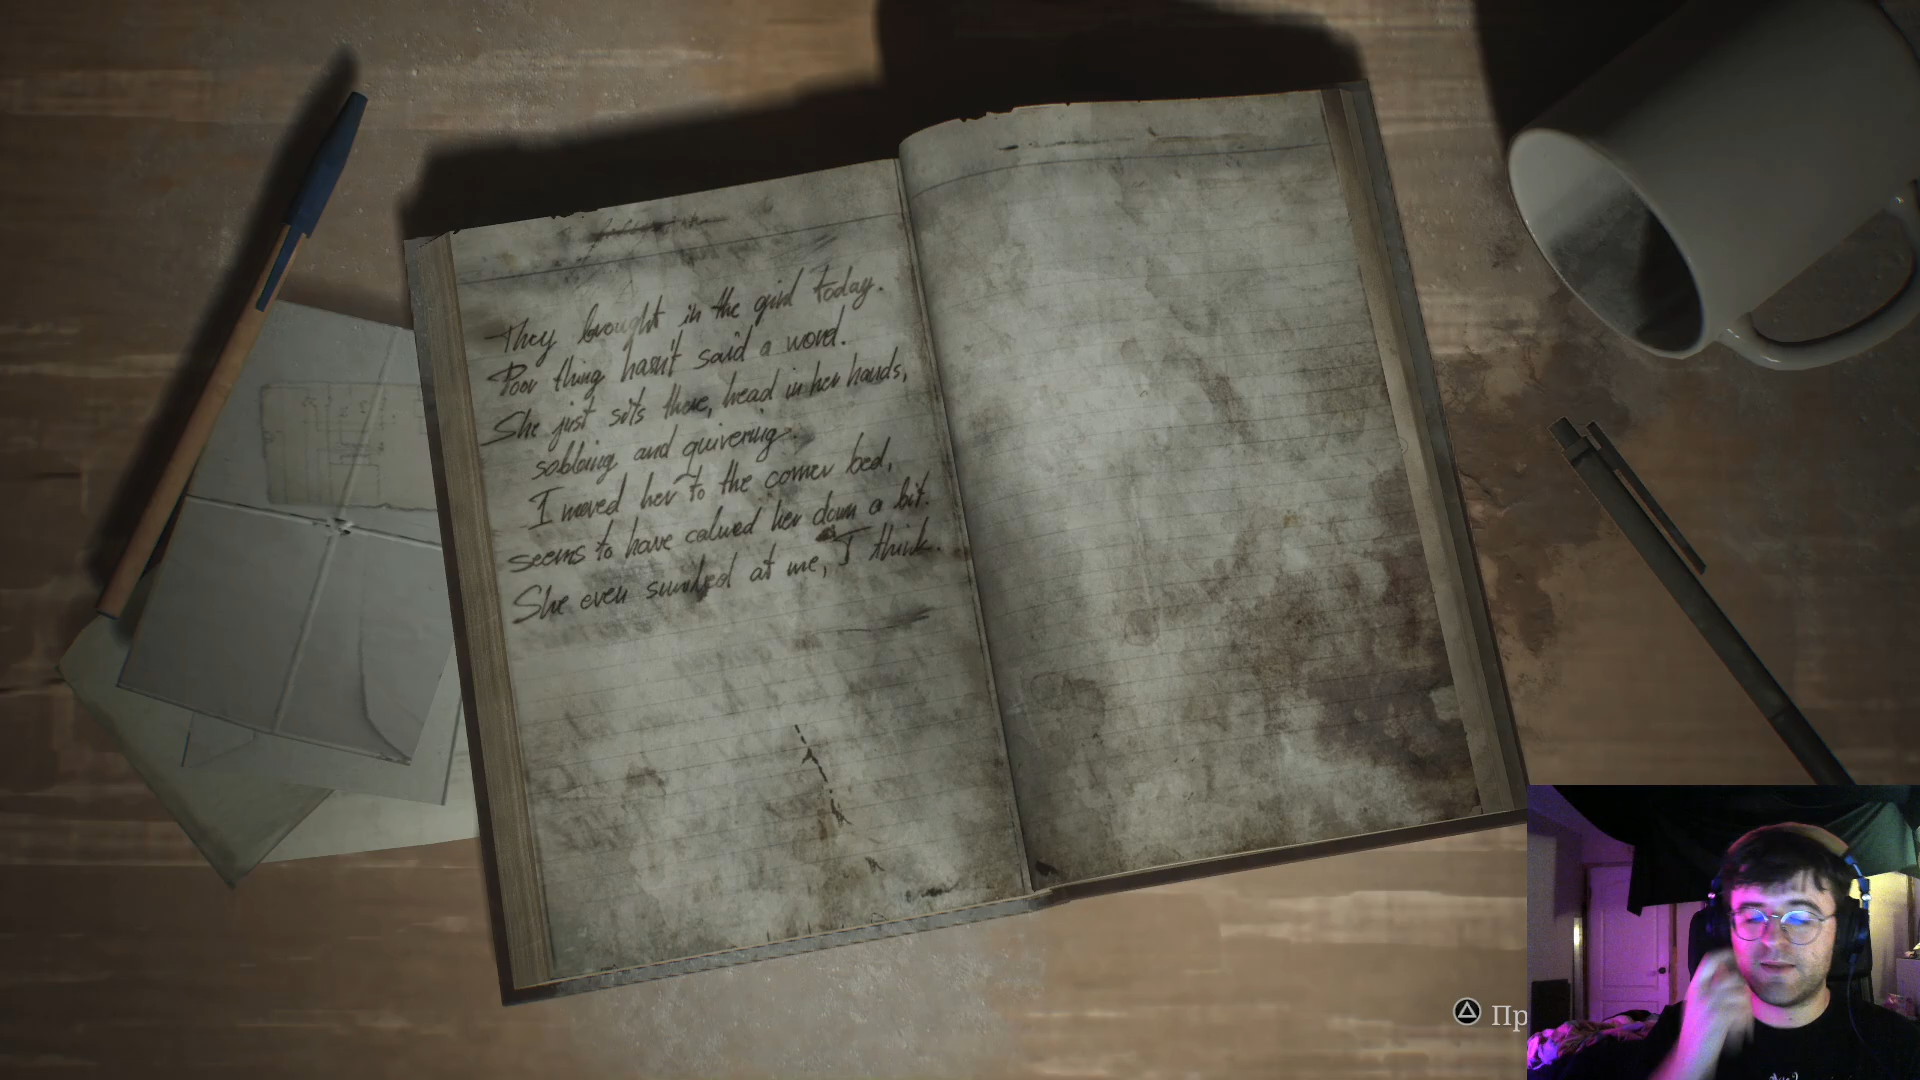 They brought in the girl today.
Poor thing hasn't said a word.
She just sits there, head in her hands,
sobbing and quivering.
I moved her to the corner bed,
seems to have calmed her down a bit.
She even smiled at me, I think.
Пр